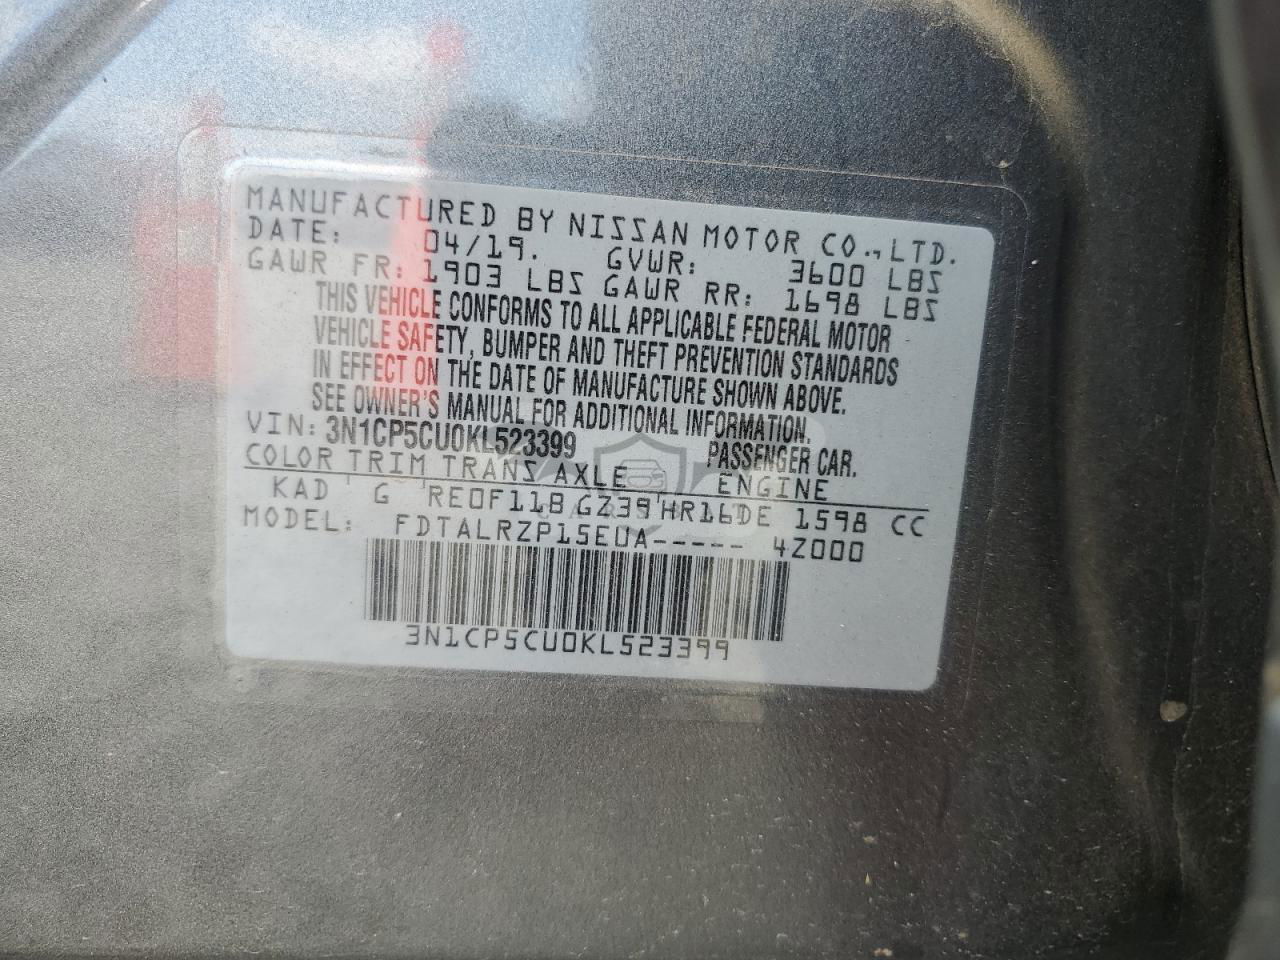 MANUFACTURED BY NISSAN MOTOR CO., LTD.
DATE: 04/19. GVWR: 3600 LBS
GAWR FR: 1903 LBS GAWR RR: 1698 LBS
THIS VEHICLE CONFORMS TO ALL APPLICABLE FEDERAL MOTOR
VEHICLE SAFETY, BUMPER AND THEFT PREVENTION STANDARDS
IN EFFECT ON THE DATE OF MANUFACTURE SHOWN ABOVE.
SEE OWNER'S MANUAL FOR ADDITIONAL INFORMATION.
VIN: 3N1CP5CU0KL523399 PASSENGER CAR.
COLOR TRIM TRANS AXLE ENGINE
KAD G RE0F11B GZ39 HR16DE 1598 CC
MODEL: FDTALRZP15EUA----- 4Z000
3N1CP5CU0KL523399